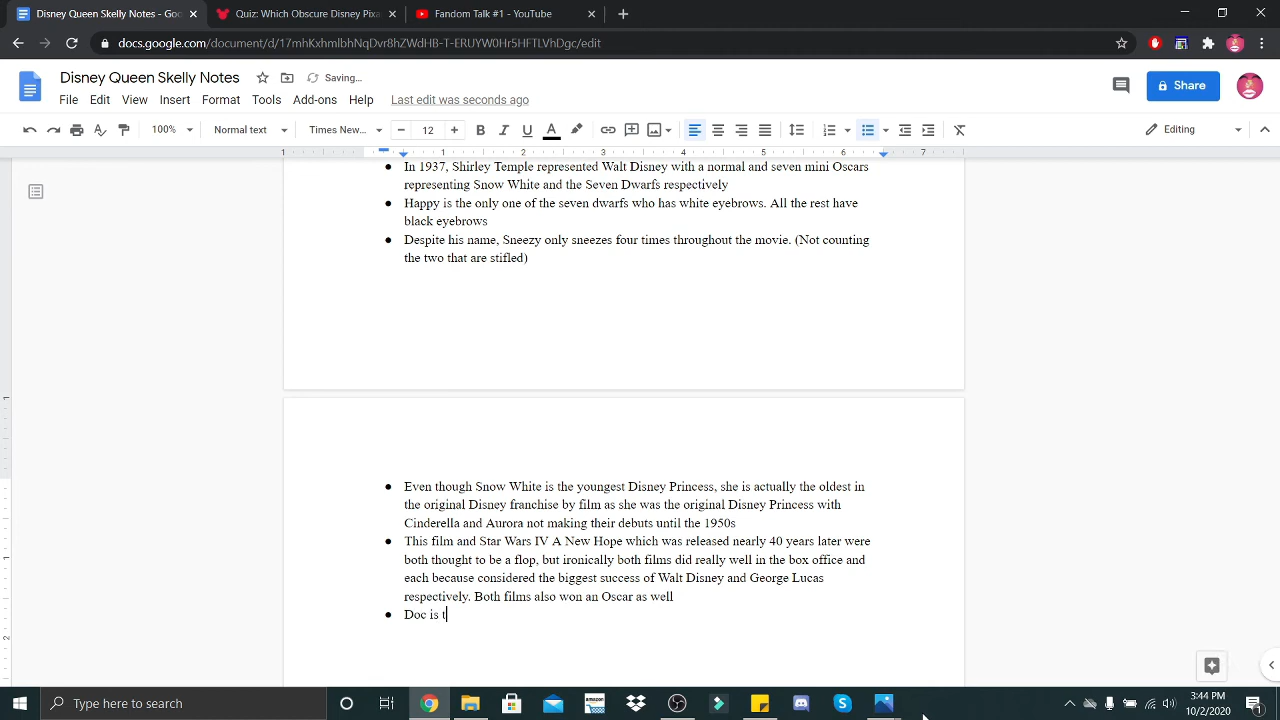 Disney Queen Skelly Notes - Goo
Quiz: Which Obscure Disney Pixa
Fandom Talk #1 - YouTube
docs.google.com/document/d/17mhKxhmlbhNqDvr8hZWdHB-T-ERUYW0Hr5HFTLVhDgc/edit
Disney Queen Skelly Notes
Saving...
Share
File Edit View Insert Format Tools Add-ons Help Last edit was seconds ago
100% Normal text Times New... 12 Editing
1 1 2 3 4 5 6 7
In 1937, Shirley Temple represented Walt Disney with a normal and seven mini Oscars
representing Snow White and the Seven Dwarfs respectively
Happy is the only one of the seven dwarfs who has white eyebrows. All the rest have
black eyebrows
Despite his name, Sneezy only sneezes four times throughout the movie. (Not counting
the two that are stifled)
Even though Snow White is the youngest Disney Princess, she is actually the oldest in
the original Disney franchise by film as she was the original Disney Princess with
Cinderella and Aurora not making their debuts until the 1950s
This film and Star Wars IV A New Hope which was released nearly 40 years later were
both thought to be a flop, but ironically both films did really well in the box office and
each because considered the biggest success of Walt Disney and George Lucas
respectively. Both films also won an Oscar as well
Doc is t
Type here to search
amazon
3:44 PM
10/2/2020